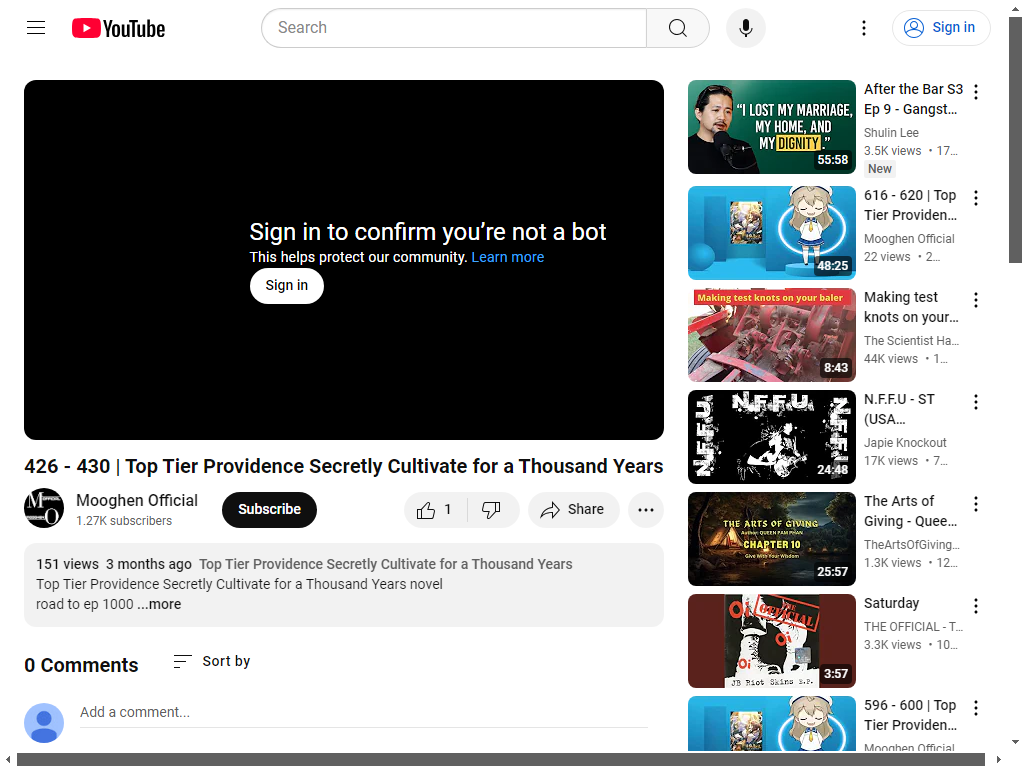 YouTube
Search
Sign in
Sign in to confirm you're not a bot
This helps protect our community. Learn more
Sign in
426 - 430 | Top Tier Providence Secretly Cultivate for a Thousand Years
Mooghen Official
1.27K subscribers
Subscribe
1
Share
151 views 3 months ago Top Tier Providence Secretly Cultivate for a Thousand Years
Top Tier Providence Secretly Cultivate for a Thousand Years novel
road to ep 1000 ...more
0 Comments
Sort by
Add a comment...
"I LOST MY MARRIAGE,
MY HOME, AND
MY DIGNITY."
55:58
After the Bar S3
Ep 9 - Gangst...
Shulin Lee
3.5K views • 17...
New
48:25
616 - 620 | Top
Tier Providen...
Mooghen Official
22 views • 2...
Making test knots on your baler
8:43
Making test
knots on your...
The Scientist Ha...
44K views • 1...
N.F.F.U.
NFFU
NFFU
24:48
N.F.F.U - ST
(USA...
Japie Knockout
17K views • 7...
THE ARTS OF GIVING
Author: QUEEN PAM PHAN
CHAPTER 10
Give With Your Wisdom
25:57
The Arts of
Giving - Quee...
TheArtsOfGiving...
1.3K views • 12...
THE
OFFICIAL
Oi
Oi
Oi
JB Riot Skins E.P.
3:57
Saturday
THE OFFICIAL - T...
3.3K views • 10...
596 - 600 | Top
Tier Providen...
Mooghen Official